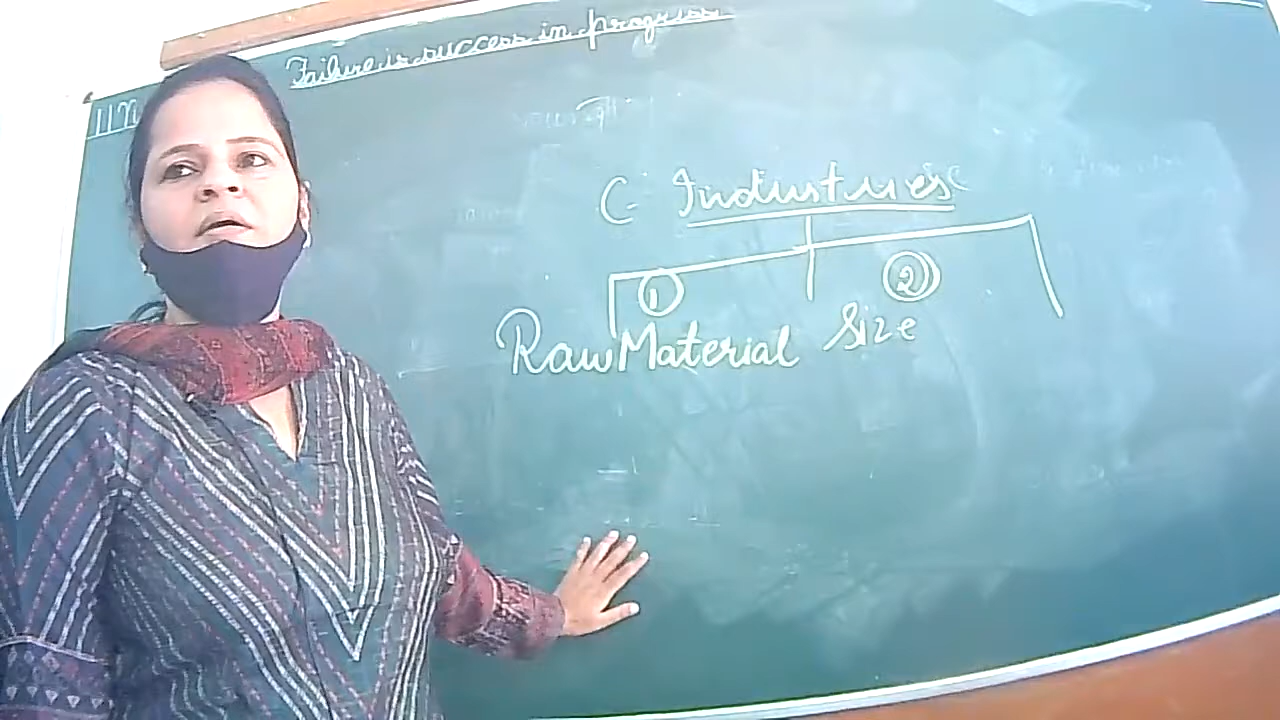 Failure is success in progress
C. Industries
1 2
Raw Material Size